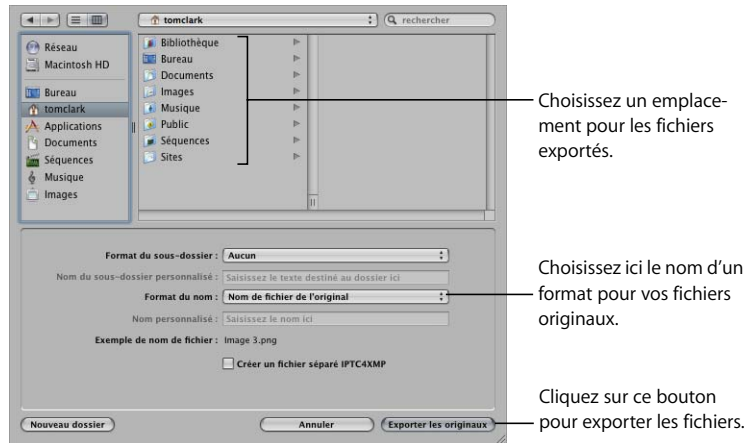 tomclark
rechercher
Réseau
Macintosh HD
Bureau
tomclark
Applications
Documents
Séquences
Musique
Images
Bibliothèque
Bureau
Documents
Images
Musique
Public
Séquences
Sites
Choisissez un emplace-
ment pour les fichiers
exportés.
Format du sous-dossier : Aucun
Nom du sous-dossier personnalisé : Saisissez le texte destiné au dossier ici
Format du nom : Nom de fichier de l'original
Nom personnalisé : Saisissez le nom ici
Exemple de nom de fichier : Image 3.png
Créer un fichier séparé IPTC4XMP
Choisissez ici le nom d'un
format pour vos fichiers
originaux.
Nouveau dossier
Annuler
Exporter les originaux
Cliquez sur ce bouton
pour exporter les fichiers.